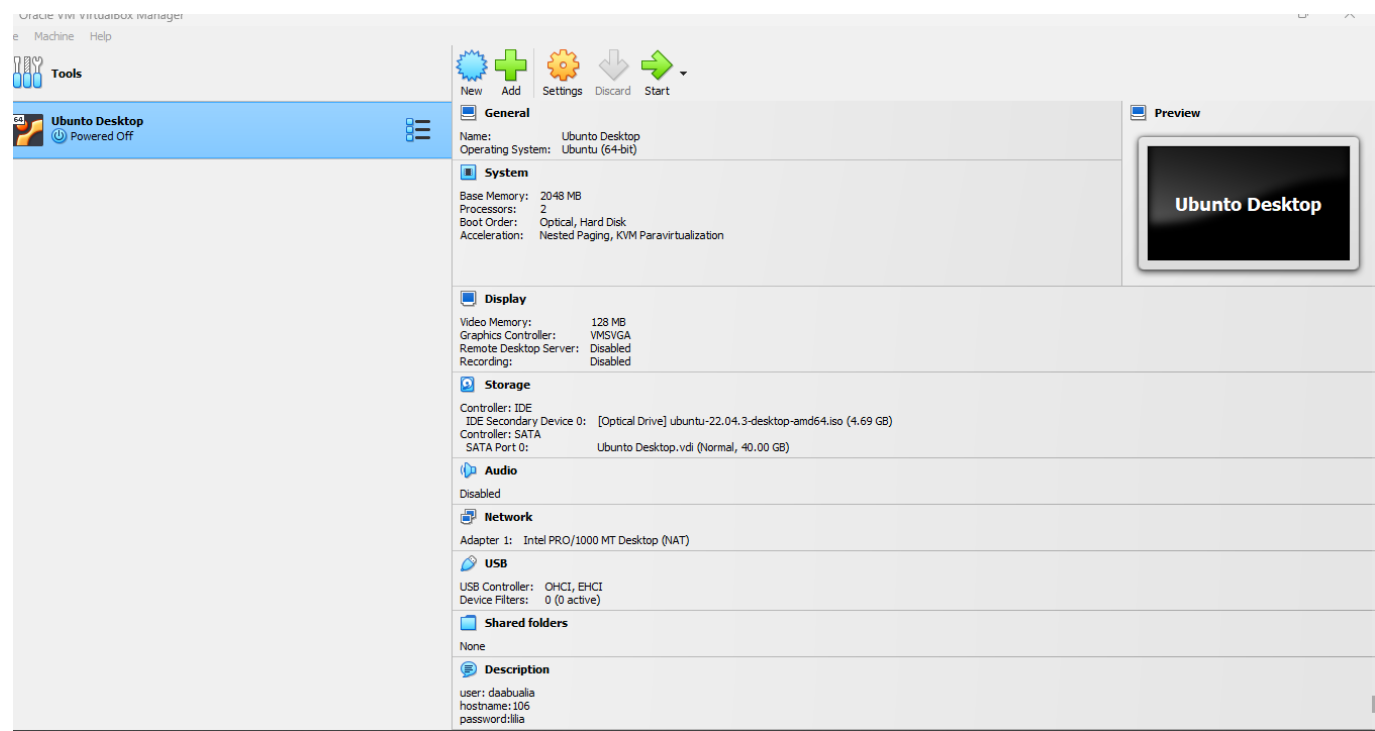 Oracle VM VirtualBox Manager
e Machine Help
Tools
New Add Settings Discard Start
64
Ubunto Desktop
Powered Off
General
Name: Ubunto Desktop
Operating System: Ubuntu (64-bit)
Preview
Ubunto Desktop
System
Base Memory: 2048 MB
Processors: 2
Boot Order: Optical, Hard Disk
Acceleration: Nested Paging, KVM Paravirtualization
Display
Video Memory: 128 MB
Graphics Controller: VMSVGA
Remote Desktop Server: Disabled
Recording: Disabled
Storage
Controller: IDE
IDE Secondary Device 0: [Optical Drive] ubuntu-22.04.3-desktop-amd64.iso (4.69 GB)
Controller: SATA
SATA Port 0: Ubunto Desktop.vdi (Normal, 40.00 GB)
Audio
Disabled
Network
Adapter 1: Intel PRO/1000 MT Desktop (NAT)
USB
USB Controller: OHCI, EHCI
Device Filters: 0 (0 active)
Shared folders
None
Description
user: daabualia
hostname:106
password:lilia